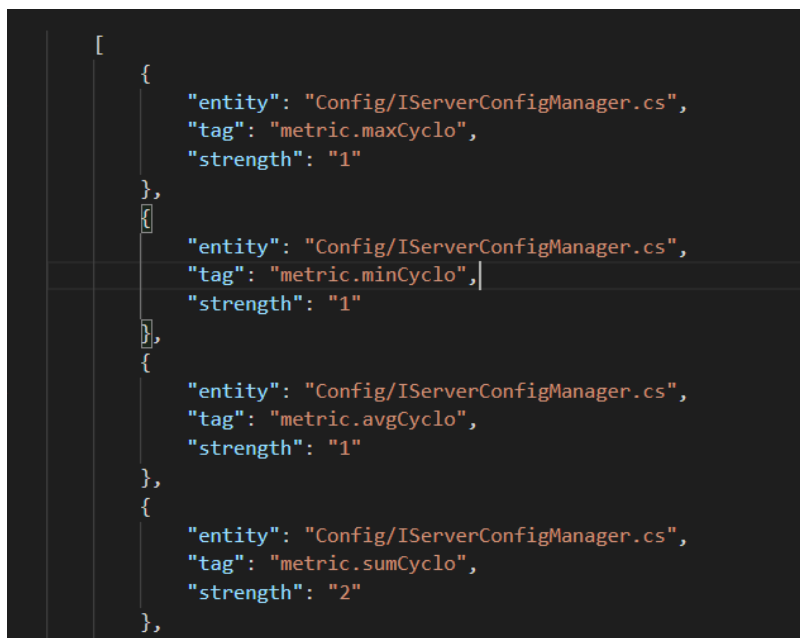 [
{
"entity": "Config/IServerConfigManager.cs",
"tag": "metric.maxCyclo",
"strength": "1"
},
{
"entity": "Config/IServerConfigManager.cs",
"tag": "metric.minCyclo",
"strength": "1"
},
{
"entity": "Config/IServerConfigManager.cs",
"tag": "metric.avgCyclo",
"strength": "1"
},
{
"entity": "Config/IServerConfigManager.cs",
"tag": "metric.sumCyclo",
"strength": "2"
},